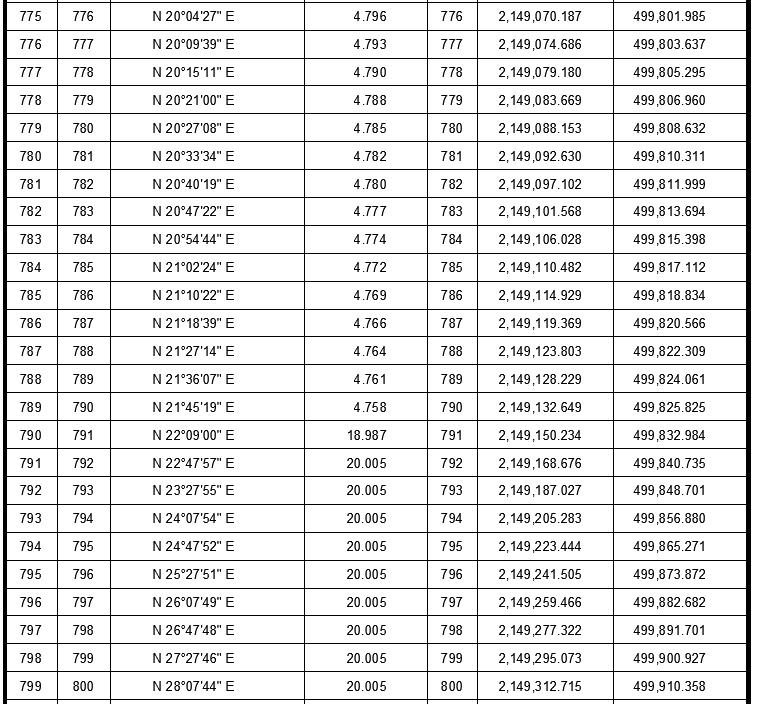 775 776 N 20°04'27" E 4.796 776 2,149,070.187 499,801.985
776 777 N 20°09'39" E 4.793 777 2,149,074.686 499,803.637
777 778 N 20°15'11" E 4.790 778 2,149,079.180 499,805.295
778 779 N 20°21'00" E 4.788 779 2,149,083.669 499,806.960
779 780 N 20°27'08" E 4.785 780 2,149,088.153 499,808.632
780 781 N 20°33'34" E 4.782 781 2,149,092.630 499,810.311
781 782 N 20°40'19" E 4.780 782 2,149,097.102 499,811.999
782 783 N 20°47'22" E 4.777 783 2,149,101.568 499,813.694
783 784 N 20°54'44" E 4.774 784 2,149,106.028 499,815.398
784 785 N 21°02'24" E 4.772 785 2,149,110.482 499,817.112
785 786 N 21°10'22" E 4.769 786 2,149,114.929 499,818.834
786 787 N 21°18'39" E 4.766 787 2,149,119.369 499,820.566
787 788 N 21°27'14" E 4.764 788 2,149,123.803 499,822.309
788 789 N 21°36'07" E 4.761 789 2,149,128.229 499,824.061
789 790 N 21°45'19" E 4.758 790 2,149,132.649 499,825.825
790 791 N 22°09'00" E 18.987 791 2,149,150.234 499,832.984
791 792 N 22°47'57" E 20.005 792 2,149,168.676 499,840.735
792 793 N 23°27'55" E 20.005 793 2,149,187.027 499,848.701
793 794 N 24°07'54" E 20.005 794 2,149,205.283 499,856.880
794 795 N 24°47'52" E 20.005 795 2,149,223.444 499,865.271
795 796 N 25°27'51" E 20.005 796 2,149,241.505 499,873.872
796 797 N 26°07'49" E 20.005 797 2,149,259.466 499,882.682
797 798 N 26°47'48" E 20.005 798 2,149,277.322 499,891.701
798 799 N 27°27'46" E 20.005 799 2,149,295.073 499,900.927
799 800 N 28°07'44" E 20.005 800 2,149,312.715 499,910.358